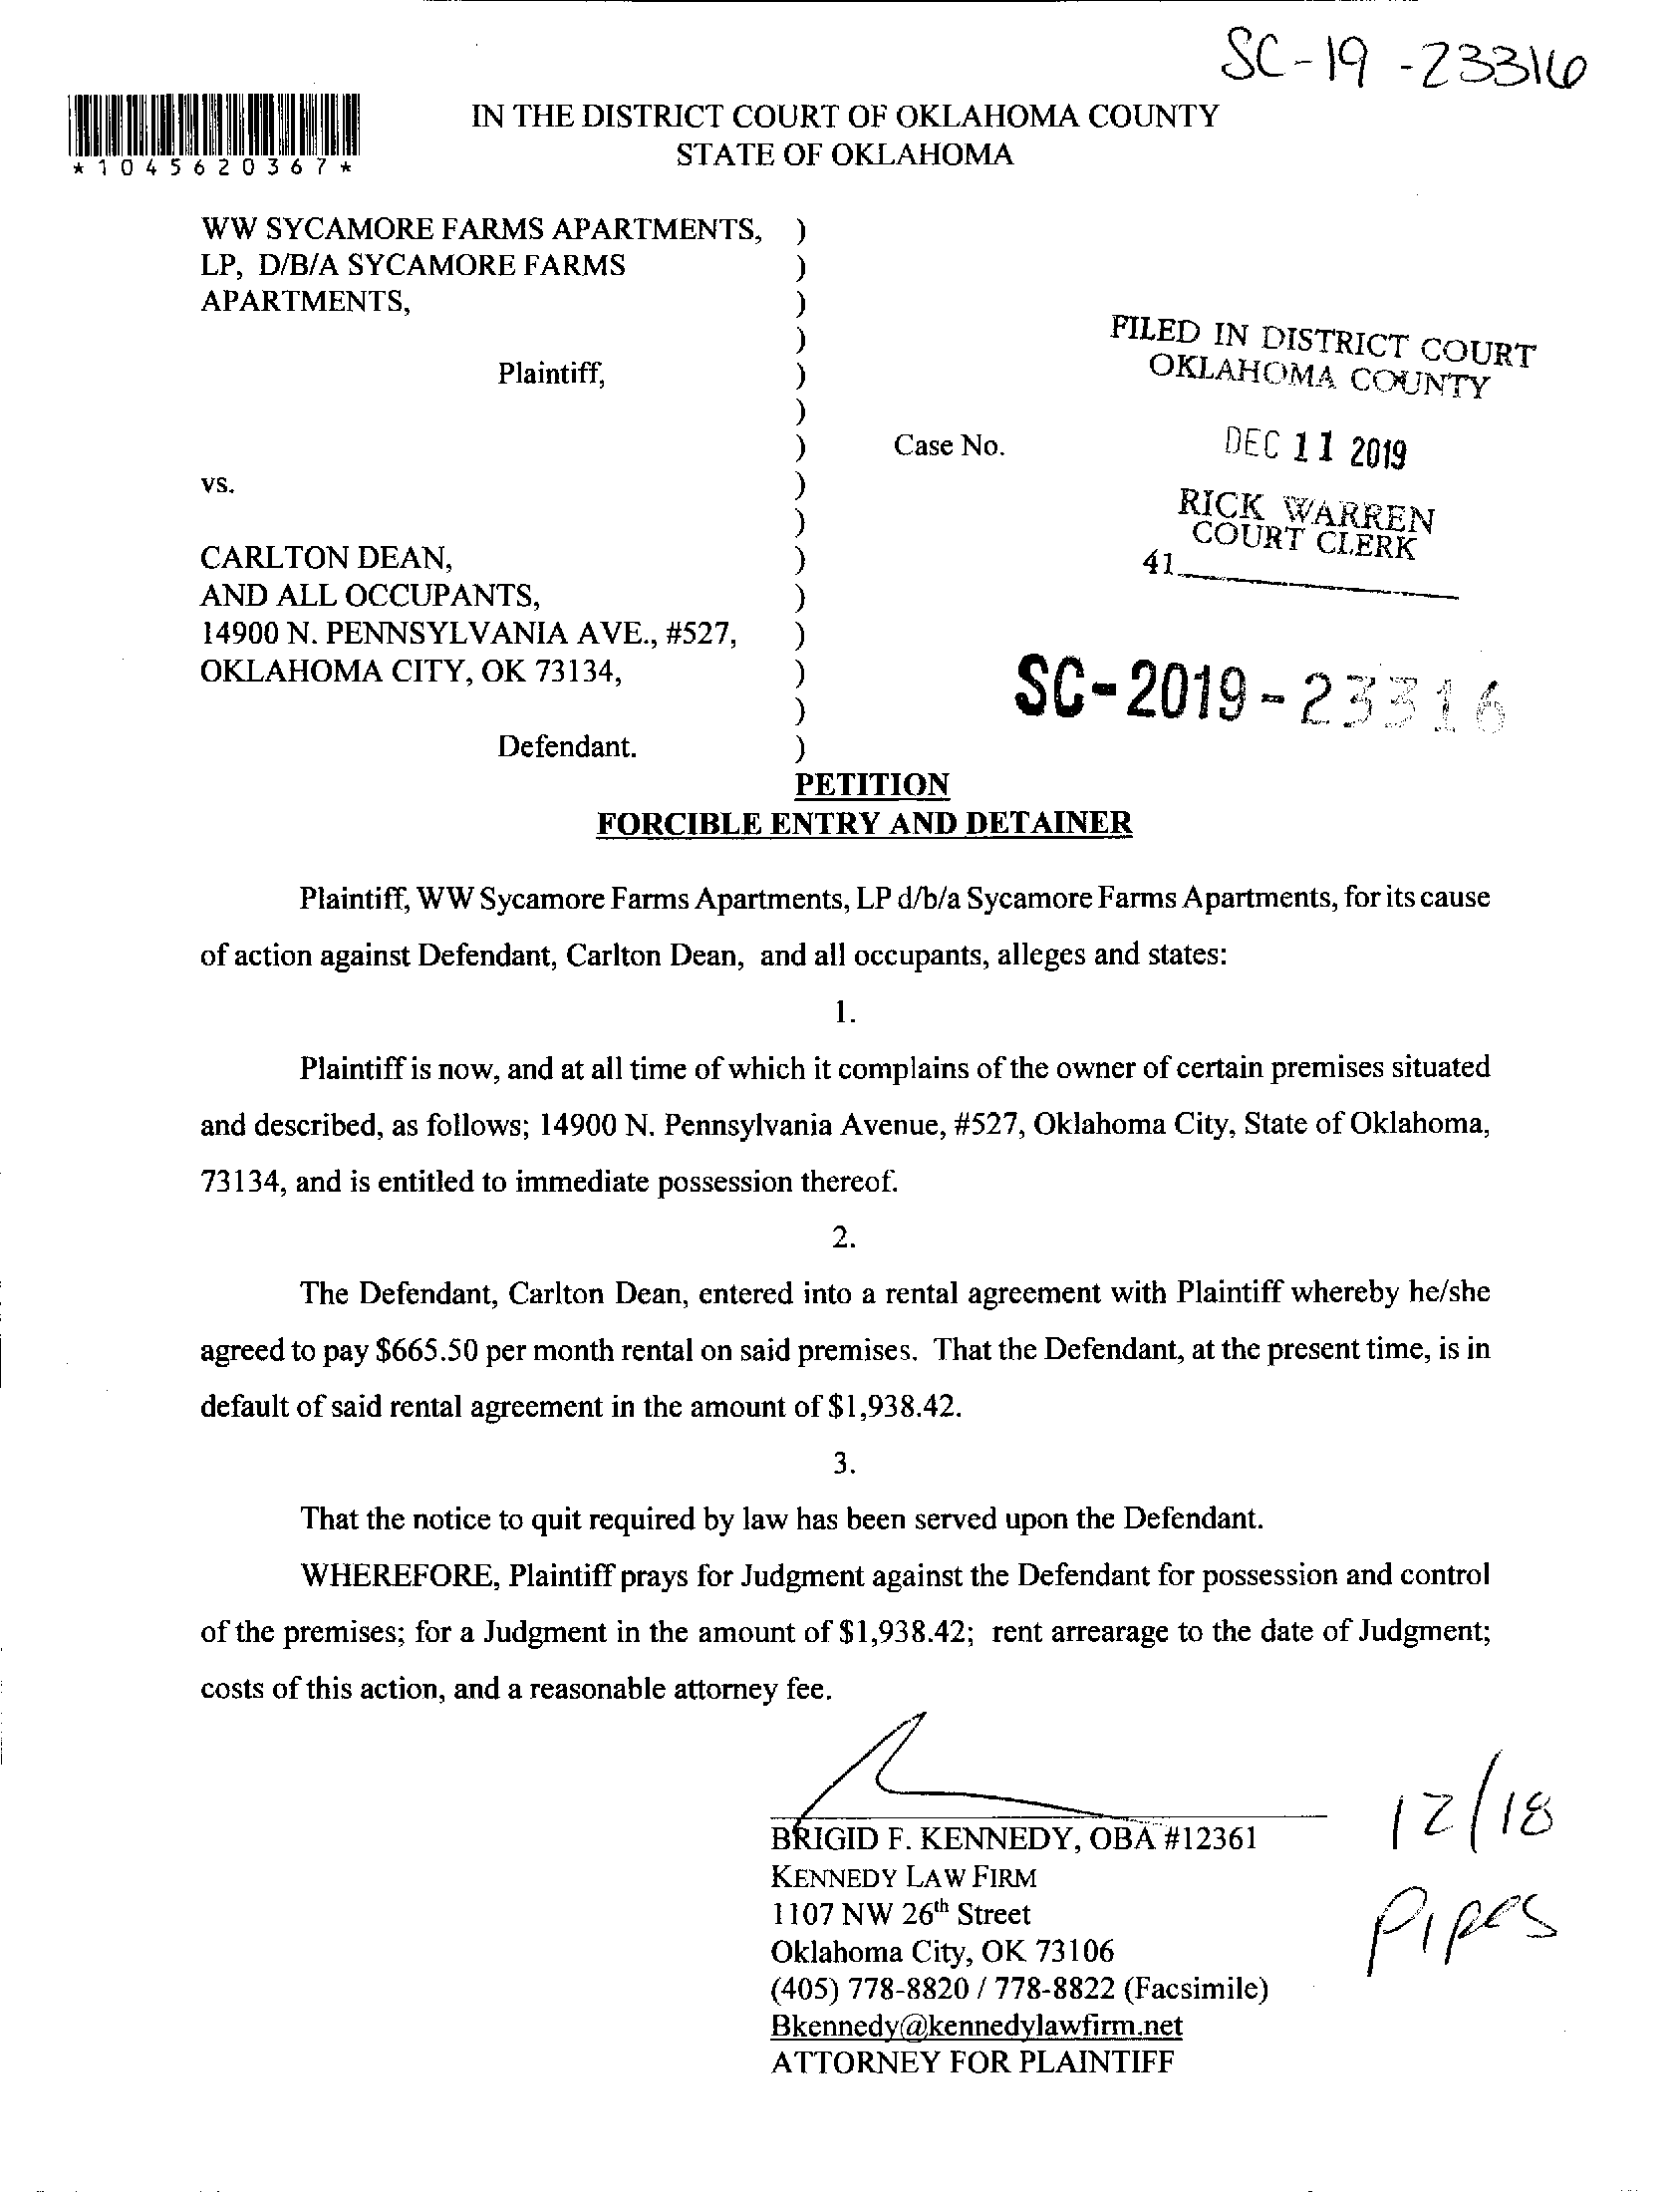 SC-19-23316
*1045620367*
IN THE DISTRICT COURT OF OKLAHOMA COUNTY
STATE OF OKLAHOMA
WW SYCAMORE FARMS APARTMENTS, )
LP, D/B/A SYCAMORE FARMS )
APARTMENTS, )
)
Plaintiff, )
)
) Case No.
vs. )
)
CARLTON DEAN, )
AND ALL OCCUPANTS, )
14900 N. PENNSYLVANIA AVE., #527, )
OKLAHOMA CITY, OK 73134, )
)
Defendant. )
FILED IN DISTRICT COURT
OKLAHOMA COUNTY
DEC 11 2019
RICK WARREN
COURT CLERK
41
SC-2019-23316
PETITION
FORCIBLE ENTRY AND DETAINER
Plaintiff, WW Sycamore Farms Apartments, LP d/b/a Sycamore Farms Apartments, for its cause
of action against Defendant, Carlton Dean, and all occupants, alleges and states:
1.
Plaintiff is now, and at all time of which it complains of the owner of certain premises situated
and described, as follows; 14900 N. Pennsylvania Avenue, #527, Oklahoma City, State of Oklahoma,
73134, and is entitled to immediate possession thereof.
2.
The Defendant, Carlton Dean, entered into a rental agreement with Plaintiff whereby he/she
agreed to pay $665.50 per month rental on said premises. That the Defendant, at the present time, is in
default of said rental agreement in the amount of $1,938.42.
3.
That the notice to quit required by law has been served upon the Defendant.
WHEREFORE, Plaintiff prays for Judgment against the Defendant for possession and control
of the premises; for a Judgment in the amount of $1,938.42; rent arrearage to the date of Judgment;
costs of this action, and a reasonable attorney fee.
BRIGID F. KENNEDY, OBA #12361
KENNEDY LAW FIRM
1107 NW 26th Street
Oklahoma City, OK 73106
(405) 778-8820 / 778-8822 (Facsimile)
Bkennedy@kennedylawfirm.net
ATTORNEY FOR PLAINTIFF
12/18
Pipes